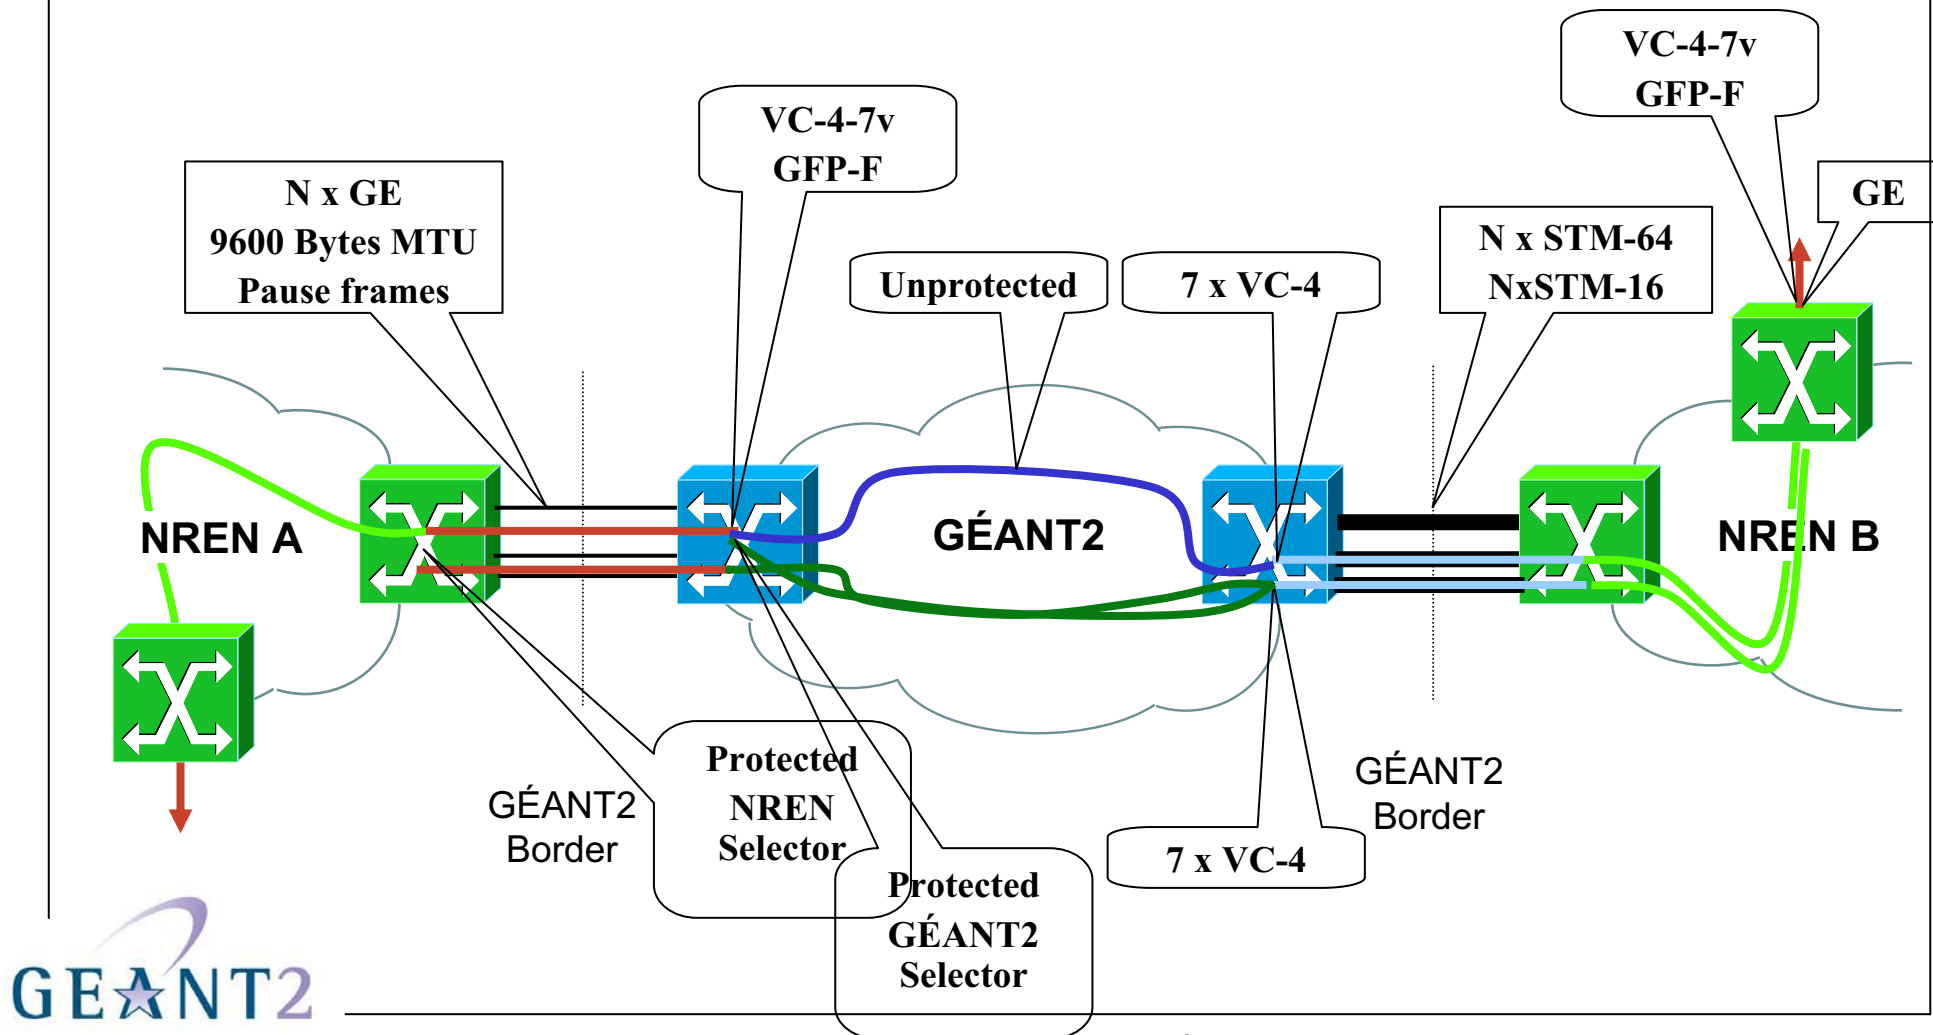 VC-4-7v
GFP-F
VC-4-7v
GFP-F
N x GE
9600 Bytes MTU
Pause frames
GE
N x STM-64
NxSTM-16
Unprotected
7 x VC-4
NREN A
GÉANT2
NREN B
Protected
NREN
Selector
GÉANT2
Border
GÉANT2
Border
7 x VC-4
Protected
GÉANT2
Selector
GEANT2